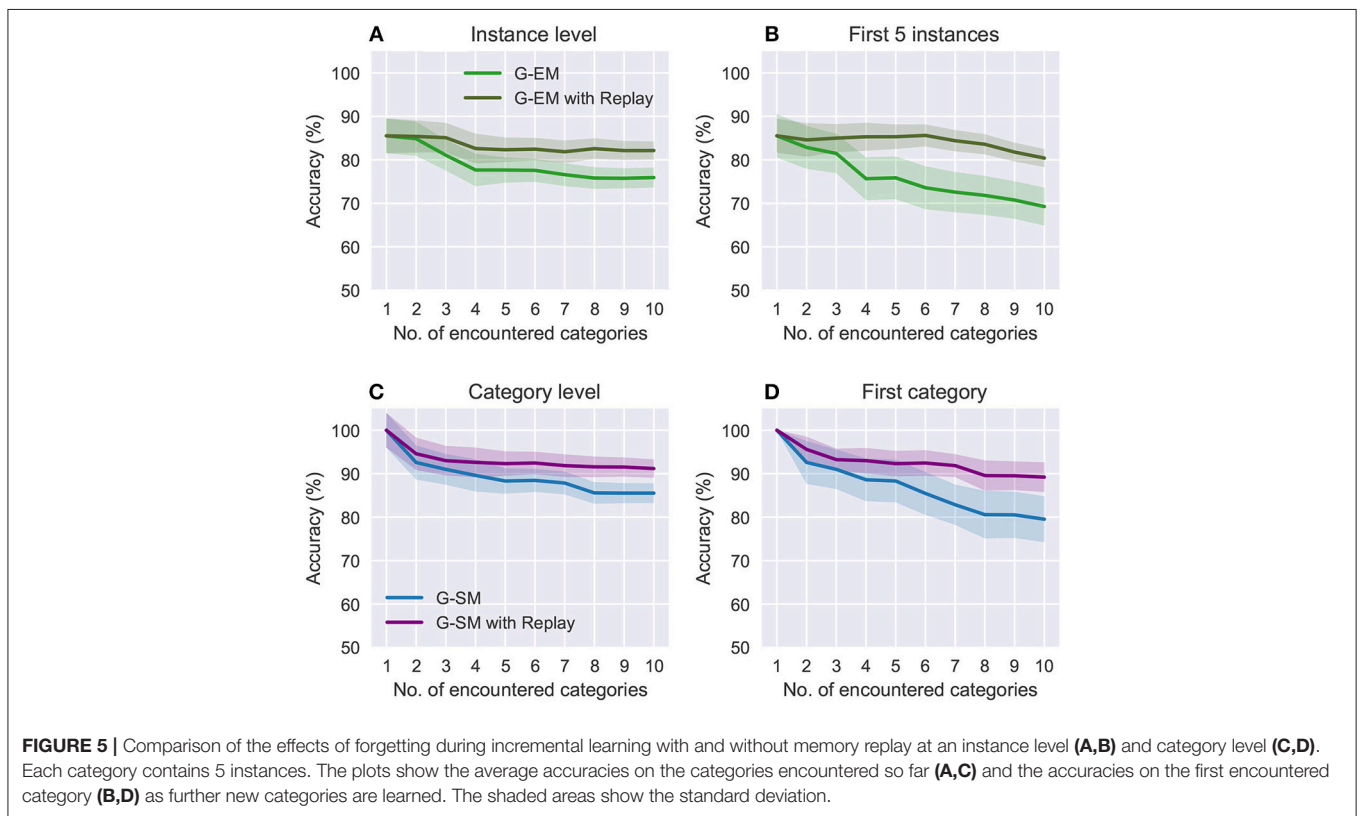 A Instance level
100
90
80
70
60
50
Accuracy (%)
G-EM
G-EM with Replay
1 2 3 4 5 6 7 8 9 10
No. of encountered categories
B First 5 instances
100
90
80
70
60
50
Accuracy (%)
1 2 3 4 5 6 7 8 9 10
No. of encountered categories
C Category level
100
90
80
70
60
50
Accuracy (%)
G-SM
G-SM with Replay
1 2 3 4 5 6 7 8 9 10
No. of encountered categories
D First category
100
90
80
70
60
50
Accuracy (%)
1 2 3 4 5 6 7 8 9 10
No. of encountered categories
FIGURE 5 | Comparison of the effects of forgetting during incremental learning with and without memory replay at an instance level (A,B) and category level (C,D).
Each category contains 5 instances. The plots show the average accuracies on the categories encountered so far (A,C) and the accuracies on the first encountered
category (B,D) as further new categories are learned. The shaded areas show the standard deviation.